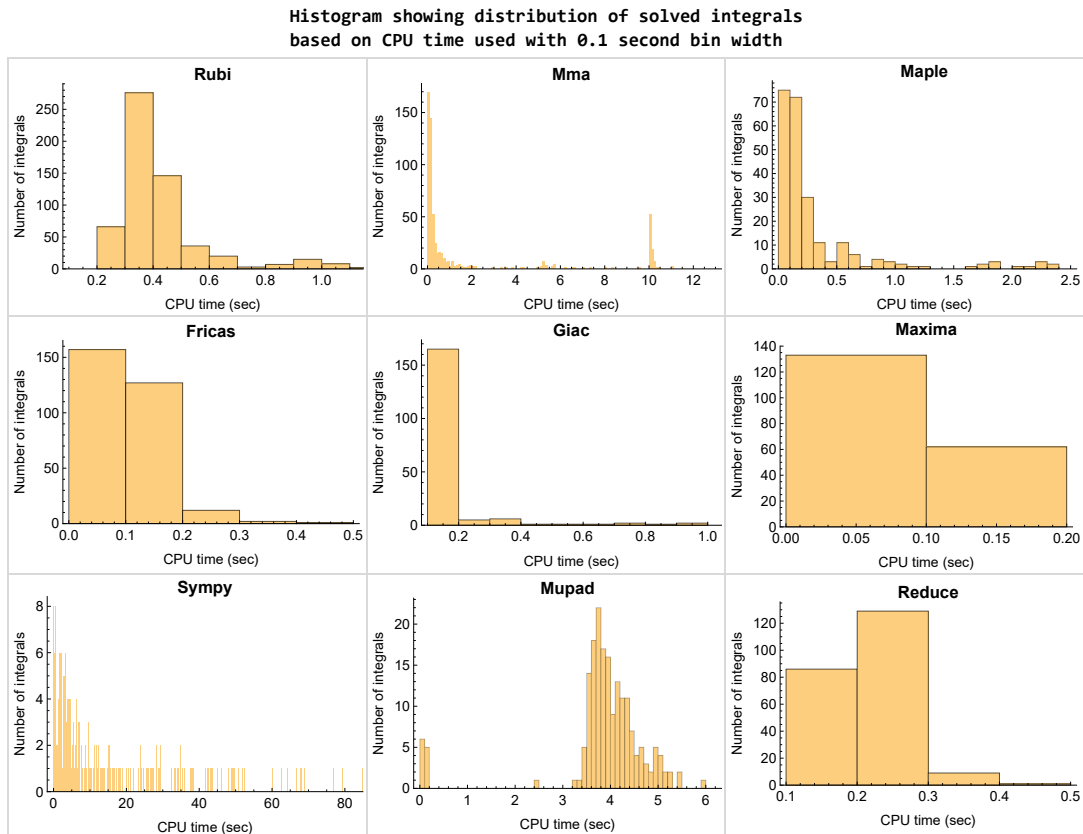 Histogram showing distribution of solved integrals
based on CPU time used with 0.1 second bin width
Rubi
Number of integrals
0 50 100 150 200 250
0.2 0.4 0.6 0.8 1.0
CPU time (sec)
Mma
Number of integrals
0 50 100 150
0 2 4 6 8 10 12
CPU time (sec)
Maple
Number of integrals
0 10 20 30 40 50 60 70
0.0 0.5 1.0 1.5 2.0 2.5
CPU time (sec)
Fricas
Number of integrals
0 50 100 150
0.0 0.1 0.2 0.3 0.4 0.5
CPU time (sec)
Giac
Number of integrals
0 50 100 150
0.2 0.4 0.6 0.8 1.0
CPU time (sec)
Maxima
Number of integrals
0 20 40 60 80 100 120 140
0.00 0.05 0.10 0.15 0.20
CPU time (sec)
Sympy
Number of integrals
0 2 4 6 8
0 20 40 60 80
CPU time (sec)
Mupad
Number of integrals
0 5 10 15 20
0 1 2 3 4 5 6
CPU time (sec)
Reduce
Number of integrals
0 20 40 60 80 100 120
0.1 0.2 0.3 0.4 0.5
CPU time (sec)